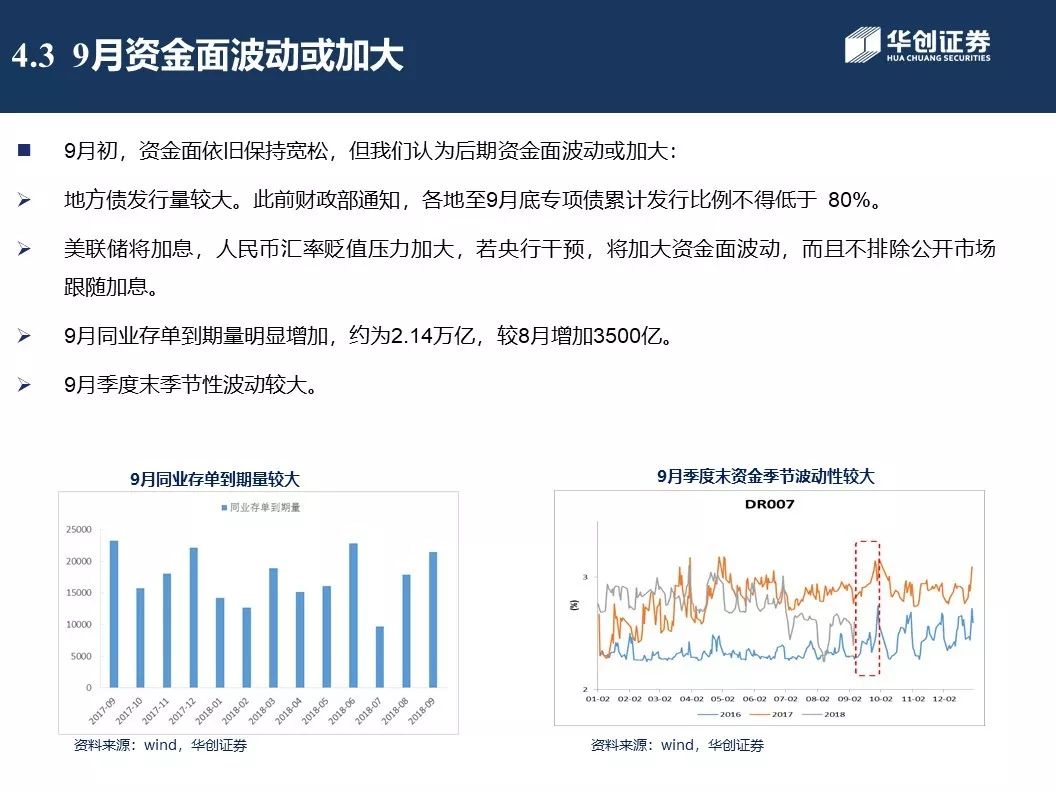 4.3 9月资金面波动或加大
华创证券
HUA CHUANG SECURITIES
9月初，资金面依旧保持宽松，但我们认为后期资金面波动或加大：
地方债发行量较大。此前财政部通知，各地至9月底专项债累计发行比例不得低于 80%。
美联储将加息，人民币汇率贬值压力加大，若央行干预，将加大资金面波动，而且不排除公开市场
跟随加息。
9月同业存单到期量明显增加，约为2.14万亿，较8月增加3500亿。
9月季度末季节性波动较大。
9月同业存单到期量较大
同业存单到期量
25000
20000
15000
10000
5000
0
2017-09 2017-10 2017-11 2017-12 2018-01 2018-02 2018-03 2018-04 2018-05 2018-06 2018-07 2018-08 2018-09
资料来源：wind，华创证券
9月季度末资金季节波动性较大
DR007
(%)
3
2
01-02 02-02 03-02 04-02 05-02 06-02 07-02 08-02 09-02 10-02 11-02 12-02
2016 2017 2018
资料来源：wind，华创证券